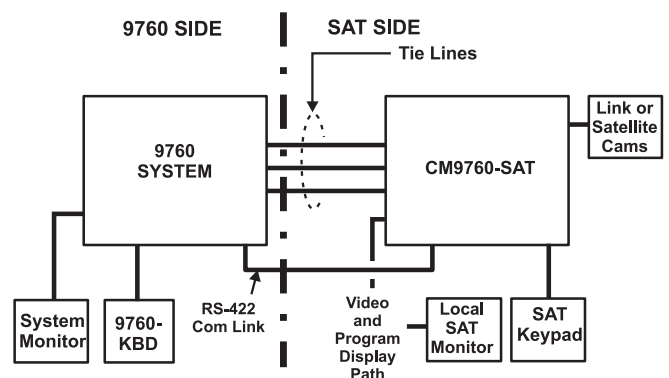 9760 SIDE
SAT SIDE
Tie Lines
9760
SYSTEM
CM9760-SAT
Link or
Satellite
Cams
System
Monitor
9760-
KBD
RS-422
Com Link
Video
and
Program
Display
Path
Local
SAT
Monitor
SAT
Keypad